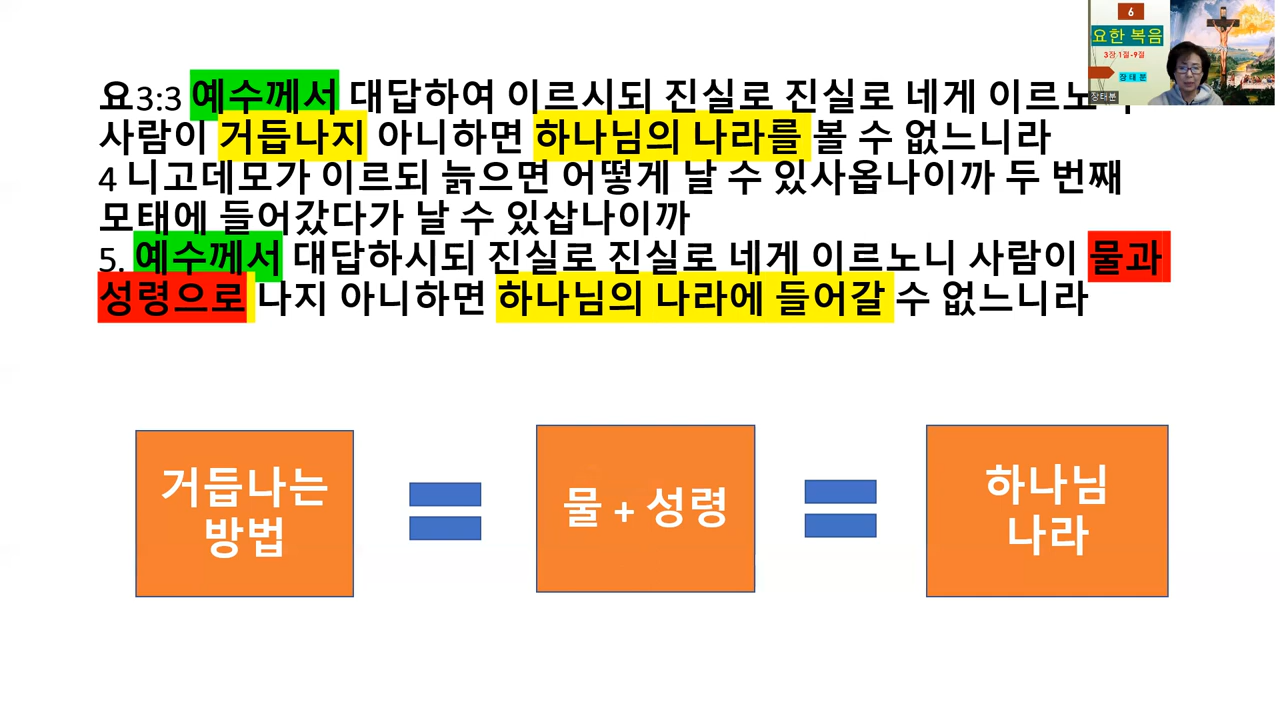 요3:3 예수께서 대답하여 이르시되 진실로 진실로 네게 이르노
사람이 거듭나지 아니하면 하나님의 나라를 볼 수 없느니라
4 니고데모가 이르되 늙으면 어떻게 날 수 있사옵나이까 두 번째
모태에 들어갔다가 날 수 있삽나이까
5. 예수께서 대답하시되 진실로 진실로 네게 이르노니 사람이 물과
성령으로 나지 아니하면 하나님의 나라에 들어갈 수 없느니라
거듭나는
방법
물 + 성령
하나님
나라
6
요한 복음
3장 1절-9절
장 태 분
장태분